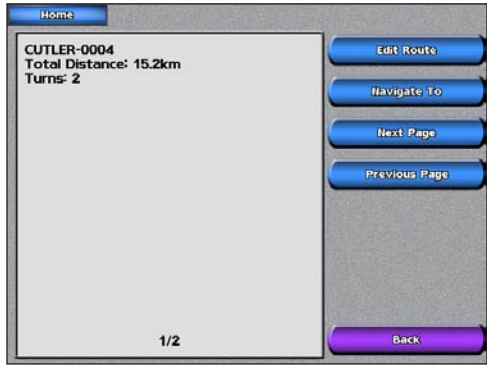 Home
CUTLER-0004
Total Distance: 15.2km
Turns: 2
1/2
Edit Route
Navigate To
Next Page
Previous Page
Back